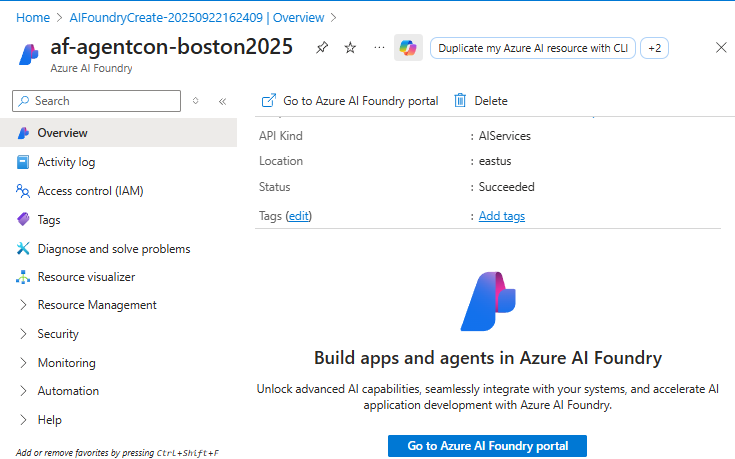 Home > AIFoundryCreate-20250922162409 | Overview >
af-agentcon-boston2025
Azure AI Foundry
Duplicate my Azure AI resource with CLI
+2
Search
Go to Azure AI Foundry portal
Delete
Overview
Activity log
Access control (IAM)
Tags
Diagnose and solve problems
Resource visualizer
Resource Management
Security
Monitoring
Automation
Help
Add or remove favorites by pressing Ctrl+Shift+F
API Kind : AIServices
Location : eastus
Status : Succeeded
Tags (edit) : Add tags
Build apps and agents in Azure AI Foundry
Unlock advanced AI capabilities, seamlessly integrate with your systems, and accelerate AI
application development with Azure AI Foundry.
Go to Azure AI Foundry portal